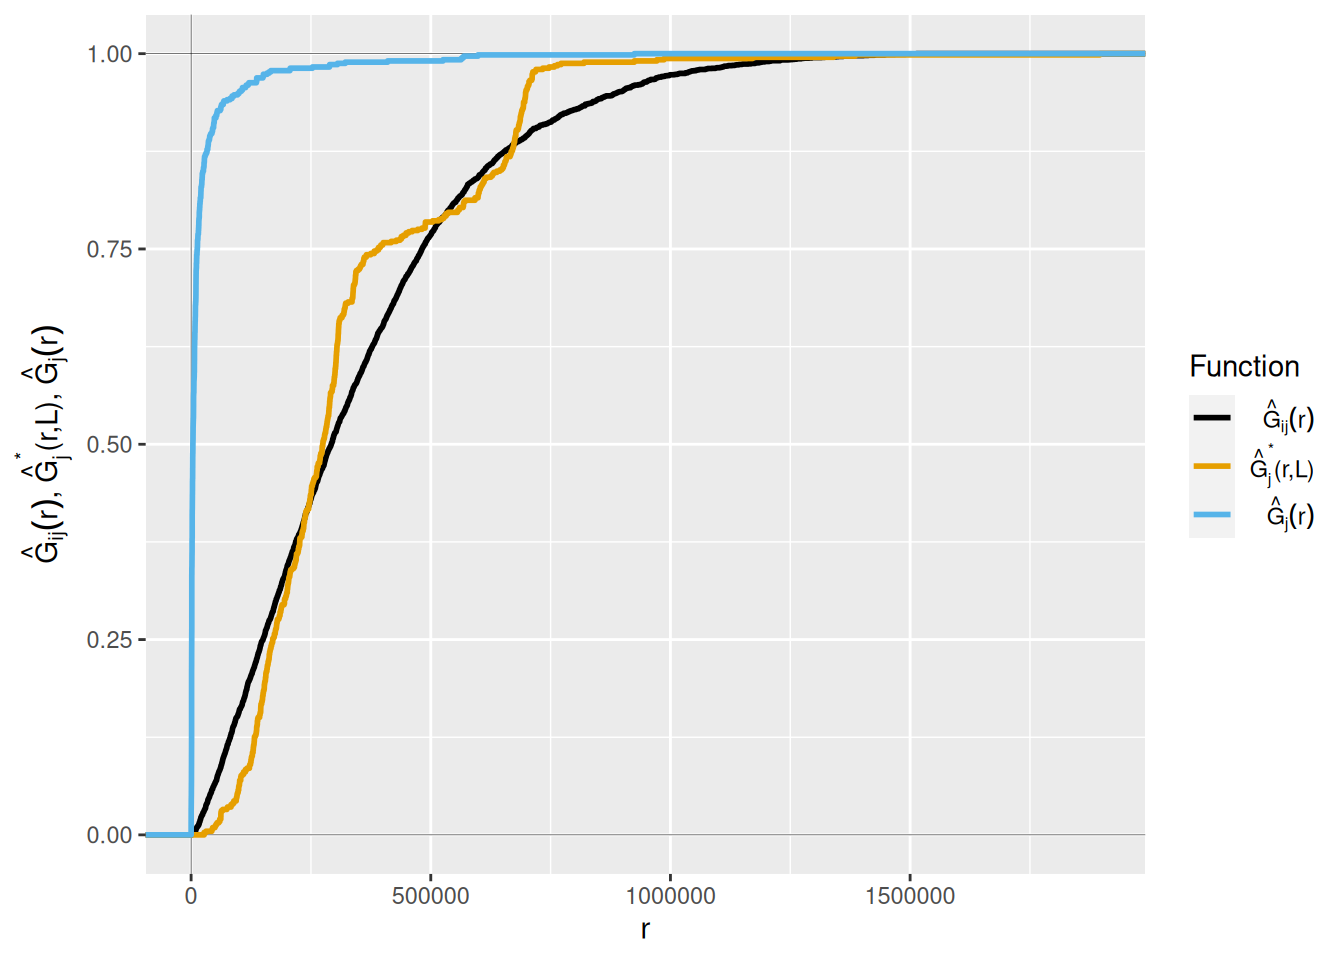 1.00
0.75
0.50
0.25
0.00
Ĝij(r), Ĝj*(r,L), Ĝj(r)
0 500000 1000000 1500000
r
Function
Ĝij(r)
Ĝj*(r,L)
Ĝj(r)